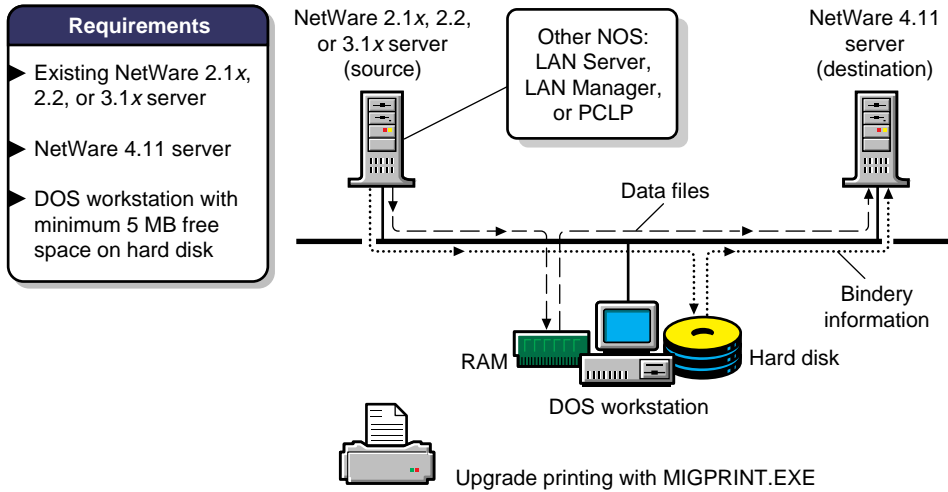 Requirements
Existing NetWare 2.1x,
2.2, or 3.1x server
NetWare 4.11 server
DOS workstation with
minimum 5 MB free
space on hard disk
NetWare 2.1x, 2.2,
or 3.1x server
(source)
Other NOS:
LAN Server,
LAN Manager,
or PCLP
NetWare 4.11
server
(destination)
Data files
Bindery
information
RAM
Hard disk
DOS workstation
Upgrade printing with MIGPRINT.EXE